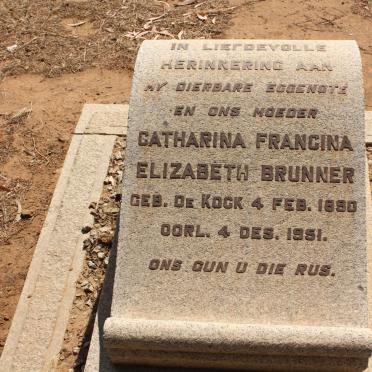 IN LIEFDEVOLLE
HERINNERING AAN
MY DIERBARE EGGENOTE
EN ONS MOEDER
CATHARINA FRANCINA
ELIZABETH BRUNNER
GEB. DE KOCK 4 FEB. 1890
OORL. 4 DES. 1951.
ONS GUN U DIE RUS.